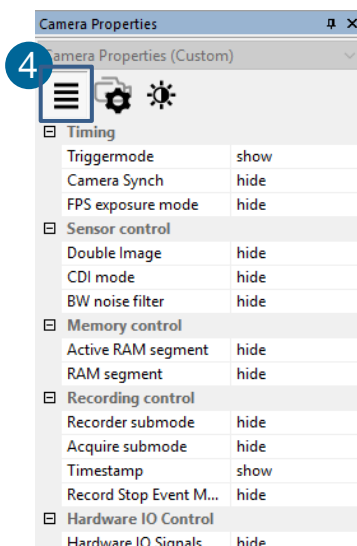 Camera Properties
Camera Properties (Custom)
4
Timing
Triggermode show
Camera Synch hide
FPS exposure mode hide
Sensor control
Double Image hide
CDI mode hide
BW noise filter hide
Memory control
Active RAM segment hide
RAM segment hide
Recording control
Recorder submode hide
Acquire submode hide
Timestamp show
Record Stop Event M... hide
Hardware IO Control
Hardware IO Signals hide